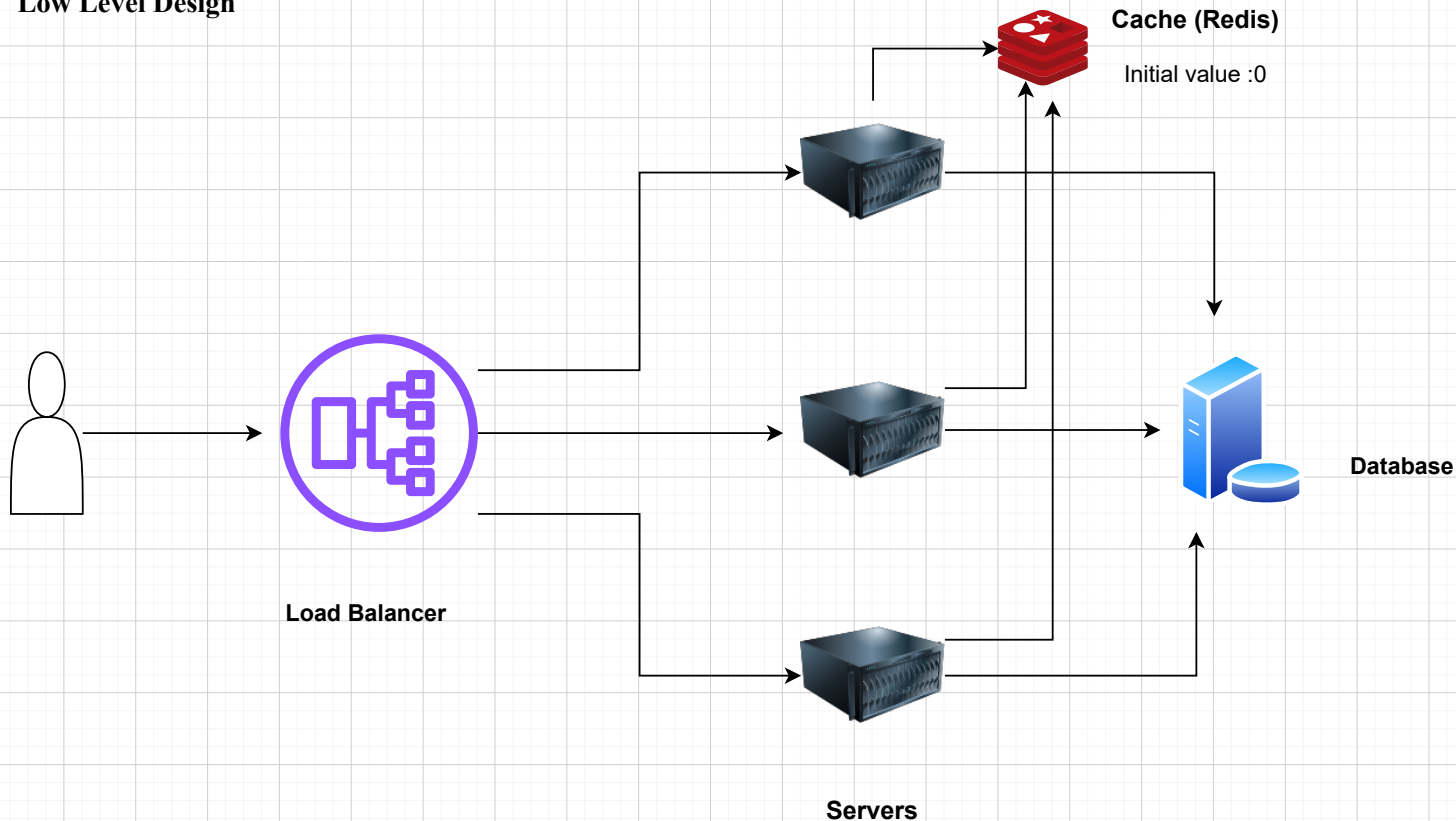 Low Level Design
Cache (Redis)
Initial value :0
Database
Load Balancer
Servers